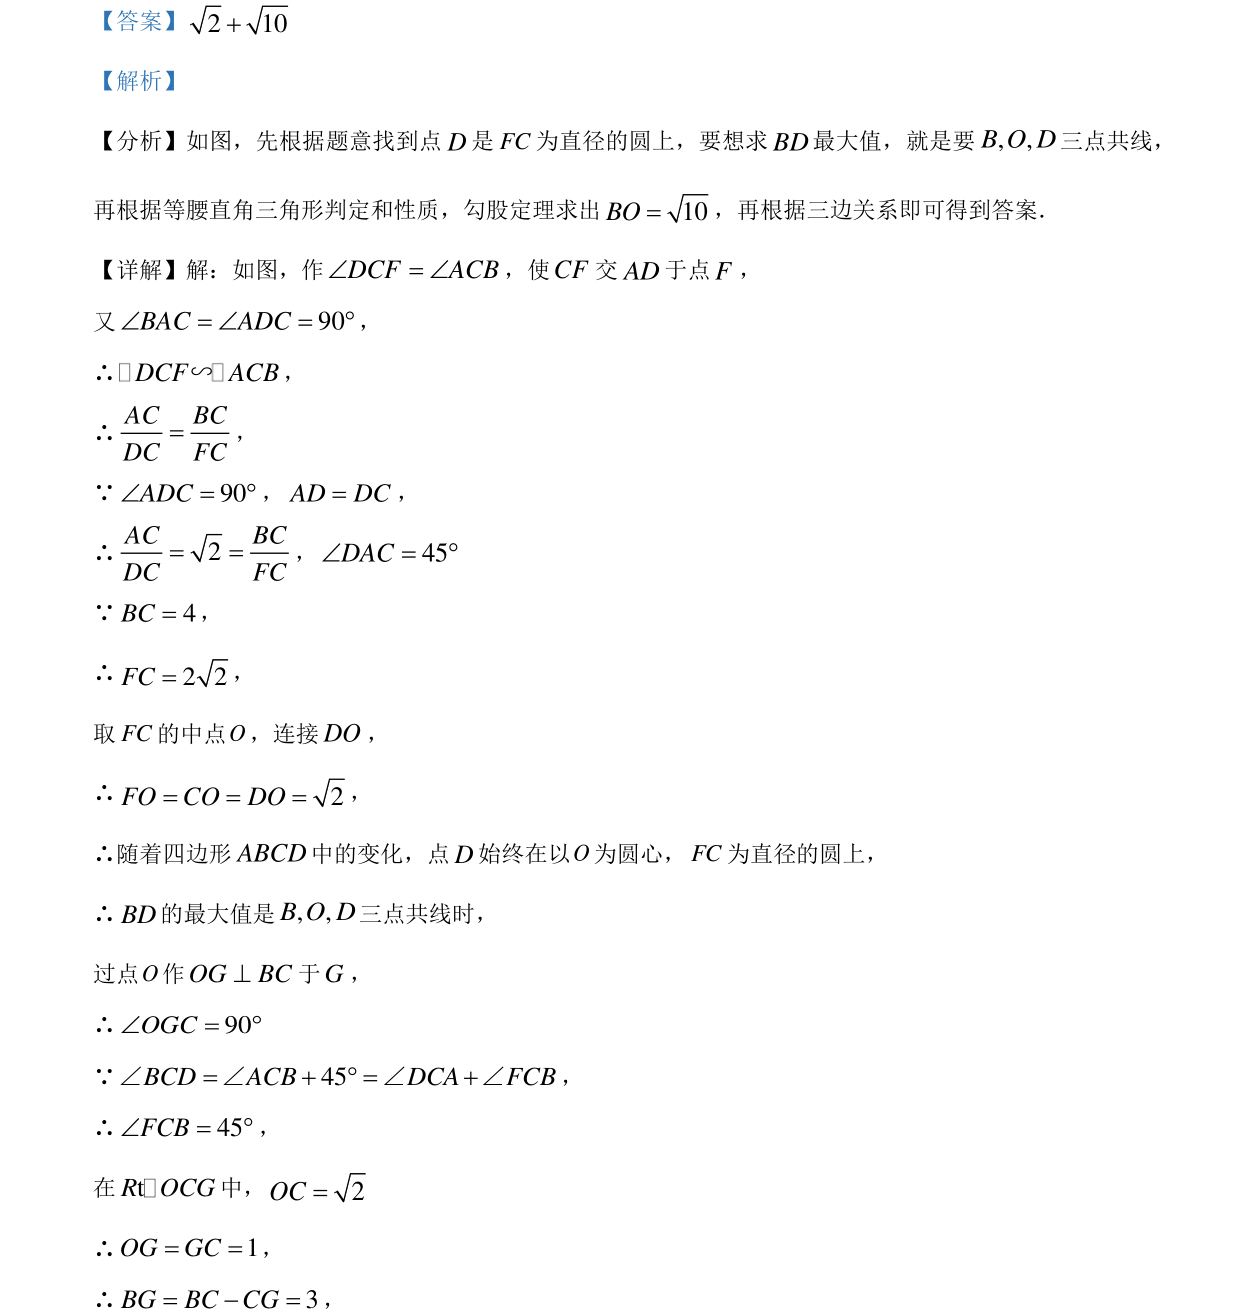 【答案】√2+√10
【解析】
【分析】如图，先根据题意找到点 D 是 FC 为直径的圆上，要想求 BD 最大值，就是要 B,O,D 三点共线，
再根据等腰直角三角形判定和性质，勾股定理求出 BO=√10，再根据三边关系即可得到答案．
【详解】解：如图，作 ∠DCF=∠ACB，使 CF 交 AD 于点 F，
又 ∠BAC=∠ADC=90°，
∴□DCF∽□ACB，
∴AC/DC=BC/FC，
∵∠ADC=90°，AD=DC，
∴AC/DC=√2=BC/FC，∠DAC=45°
∵BC=4，
∴FC=2√2，
取 FC 的中点 O，连接 DO，
∴FO=CO=DO=√2，
∴随着四边形 ABCD 中的变化，点 D 始终在以 O 为圆心，FC 为直径的圆上，
∴BD 的最大值是 B,O,D 三点共线时，
过点 O 作 OG⊥BC 于 G，
∴∠OGC=90°
∵∠BCD=∠ACB+45°=∠DCA+∠FCB，
∴∠FCB=45°，
在 Rt□OCG 中，OC=√2
∴OG=GC=1，
∴BG=BC−CG=3，